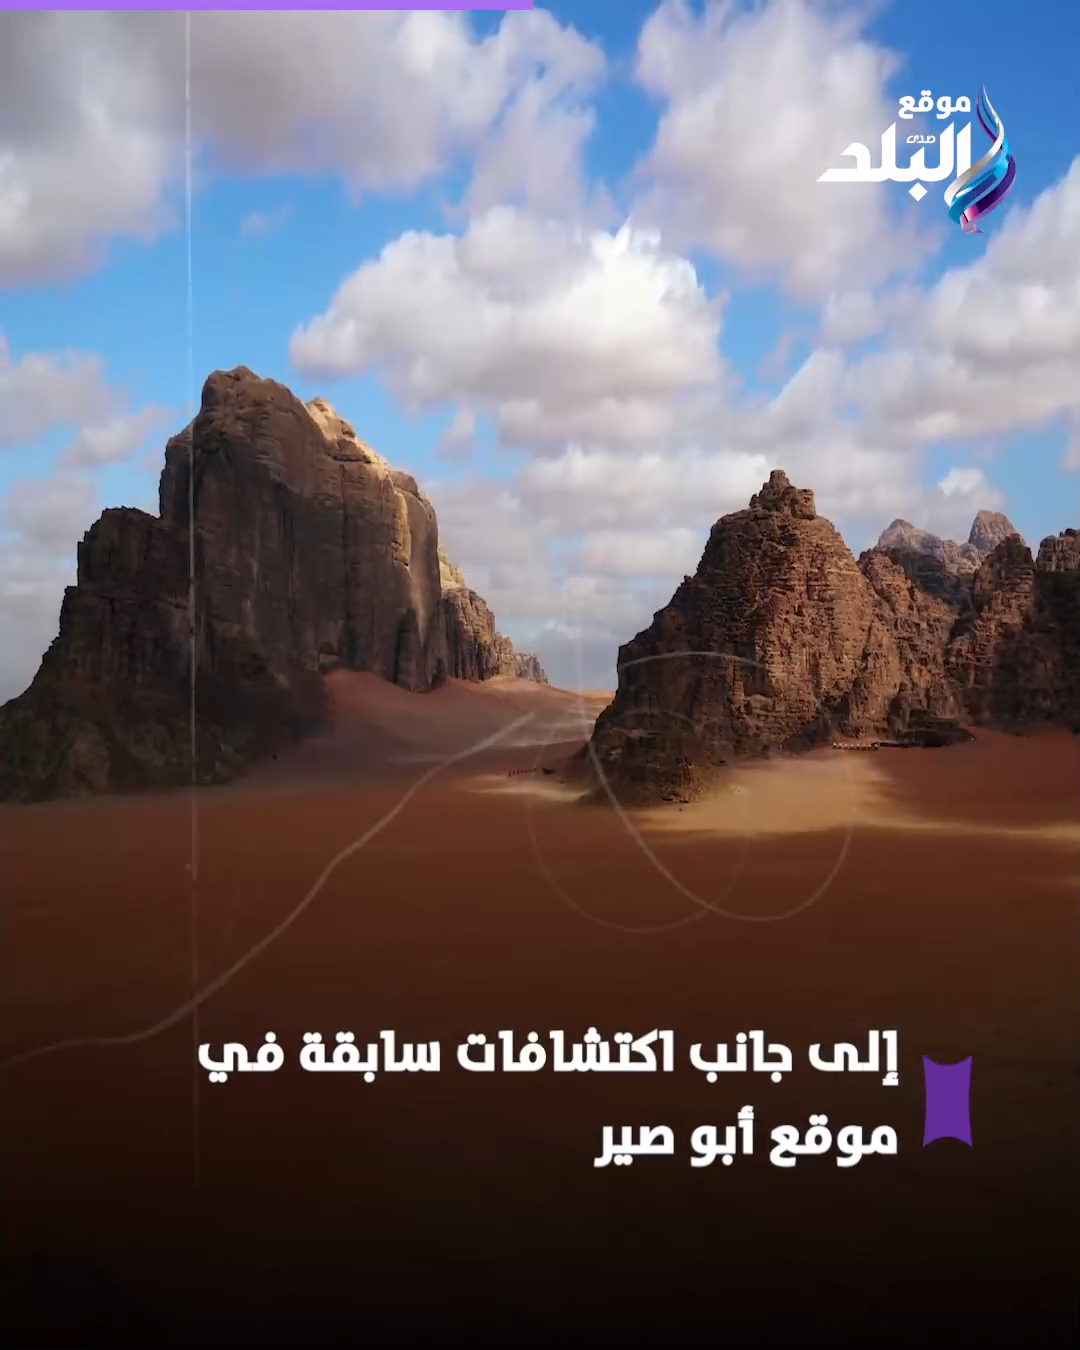 موقع
صدى
البلد
إلى جانب اكتشافات سابقة في
موقع أبو صير